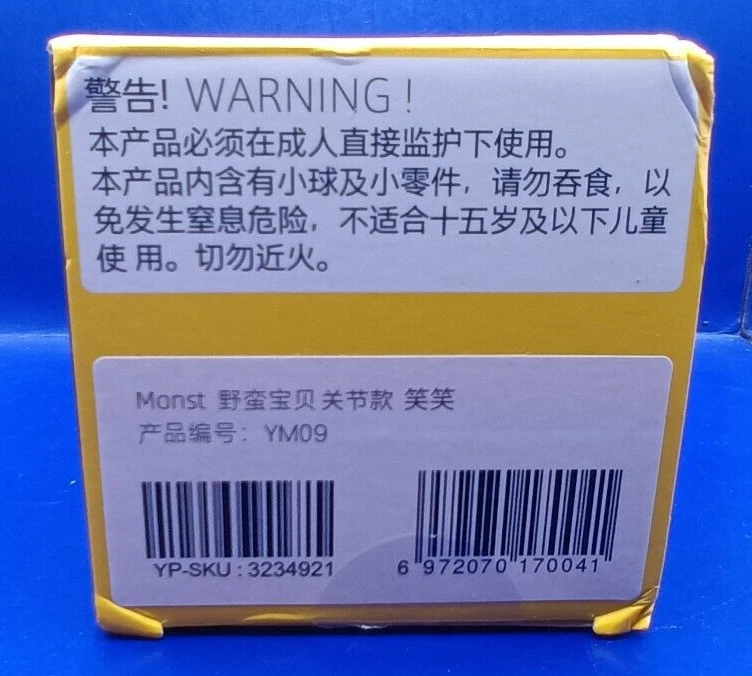 警告! WARNING !
本产品必须在成人直接监护下使用。
本产品内含有小球及小零件，请勿吞食，以
免发生窒息危险，不适合十五岁及以下儿童
使 用。切勿近火。
Monst 野蛮宝贝关节款 笑笑
产品编号：YM09
YP-SKU : 3234921
6 972070 170041